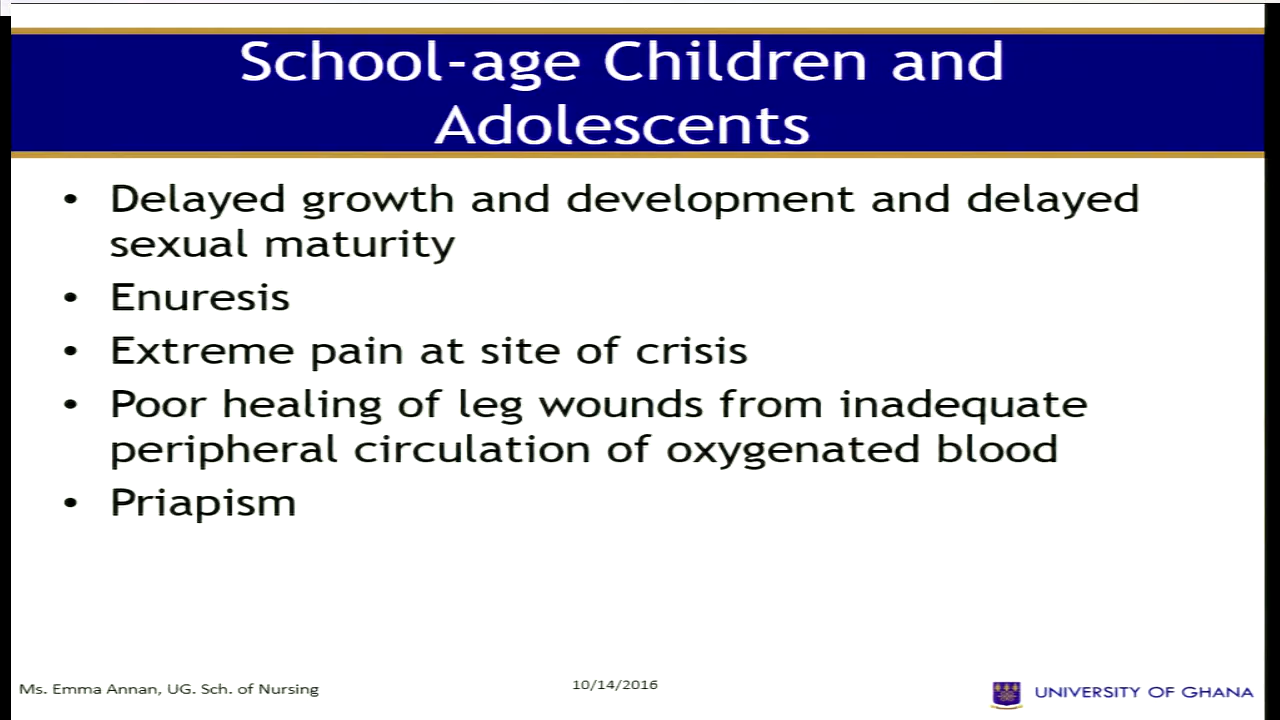 School-age Children and
Adolescents
• Delayed growth and development and delayed
sexual maturity
• Enuresis
• Extreme pain at site of crisis
• Poor healing of leg wounds from inadequate
peripheral circulation of oxygenated blood
• Priapism
Ms. Emma Annan, UG. Sch. of Nursing
10/14/2016
UNIVERSITY OF GHANA